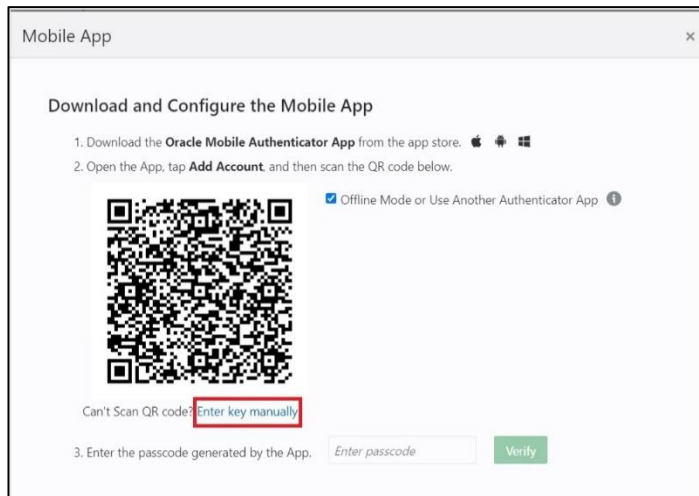 Mobile App ×
Download and Configure the Mobile App
1. Download the Oracle Mobile Authenticator App from the app store.
2. Open the App, tap Add Account, and then scan the QR code below.
Offline Mode or Use Another Authenticator App
Can't Scan QR code? Enter key manually
3. Enter the passcode generated by the App. Enter passcode Verify